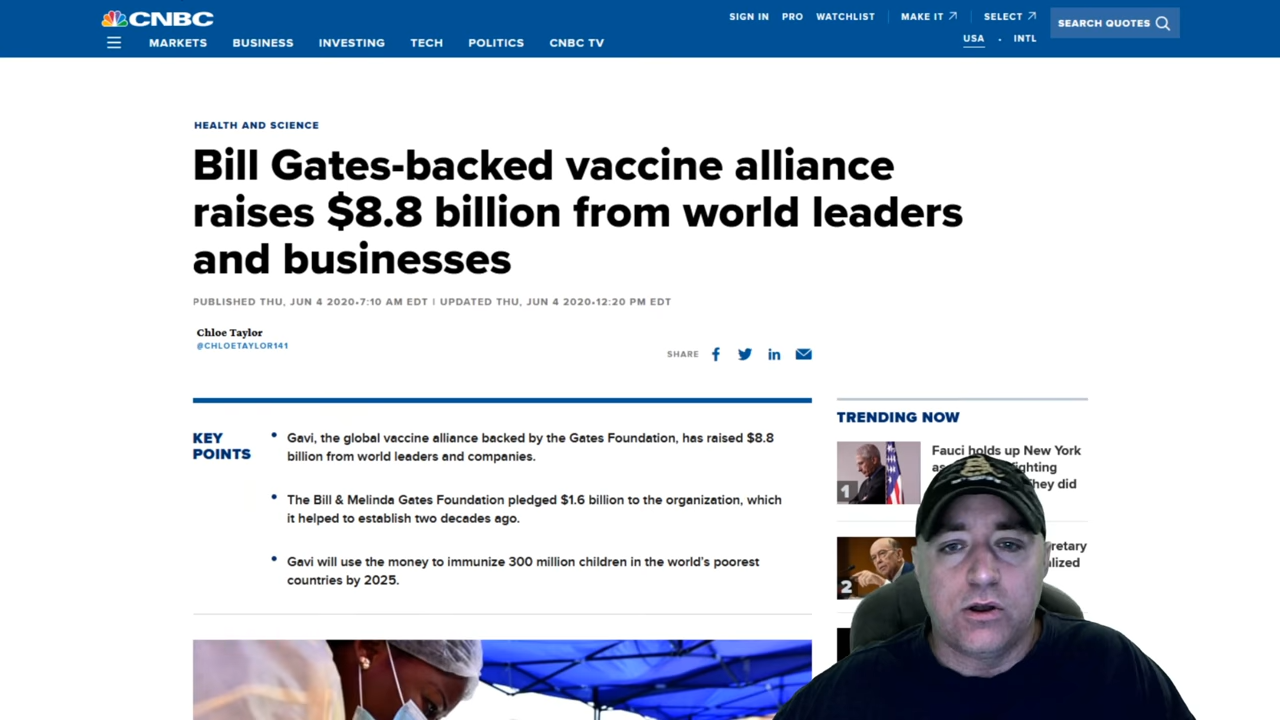 CNBC
SIGN IN PRO WATCHLIST MAKE IT SELECT
SEARCH QUOTES
USA · INTL
MARKETS BUSINESS INVESTING TECH POLITICS CNBC TV
HEALTH AND SCIENCE
Bill Gates-backed vaccine alliance
raises $8.8 billion from world leaders
and businesses
PUBLISHED THU, JUN 4 2020•7:10 AM EDT | UPDATED THU, JUN 4 2020•12:20 PM EDT
Chloe Taylor
@CHLOETAYLOR141
SHARE
KEY
POINTS
• Gavi, the global vaccine alliance backed by the Gates Foundation, has raised $8.8
billion from world leaders and companies.
• The Bill & Melinda Gates Foundation pledged $1.6 billion to the organization, which
it helped to establish two decades ago.
• Gavi will use the money to immunize 300 million children in the world's poorest
countries by 2025.
TRENDING NOW
1
Fauci holds up New York
did
2